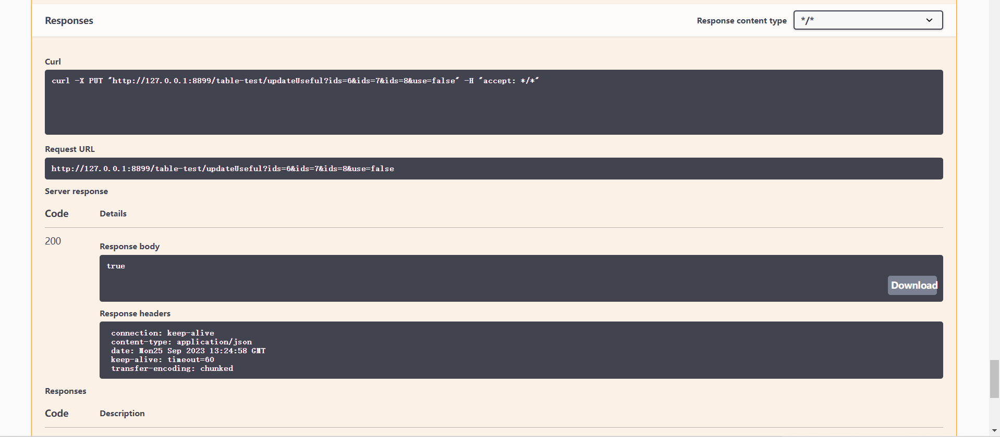 Responses
Response content type
*/*
Curl
curl -X PUT "http://127.0.0.1:8899/table-test/updateUseful?ids=6&ids=7&ids=8&use=false" -H "accept: */*"
Request URL
http://127.0.0.1:8899/table-test/updateUseful?ids=6&ids=7&ids=8&use=false
Server response
Code Details
200
Response body
true
Download
Response headers
connection: keep-alive
content-type: application/json
date: Mon25 Sep 2023 13:24:58 GMT
keep-alive: timeout=60
transfer-encoding: chunked
Responses
Code Description